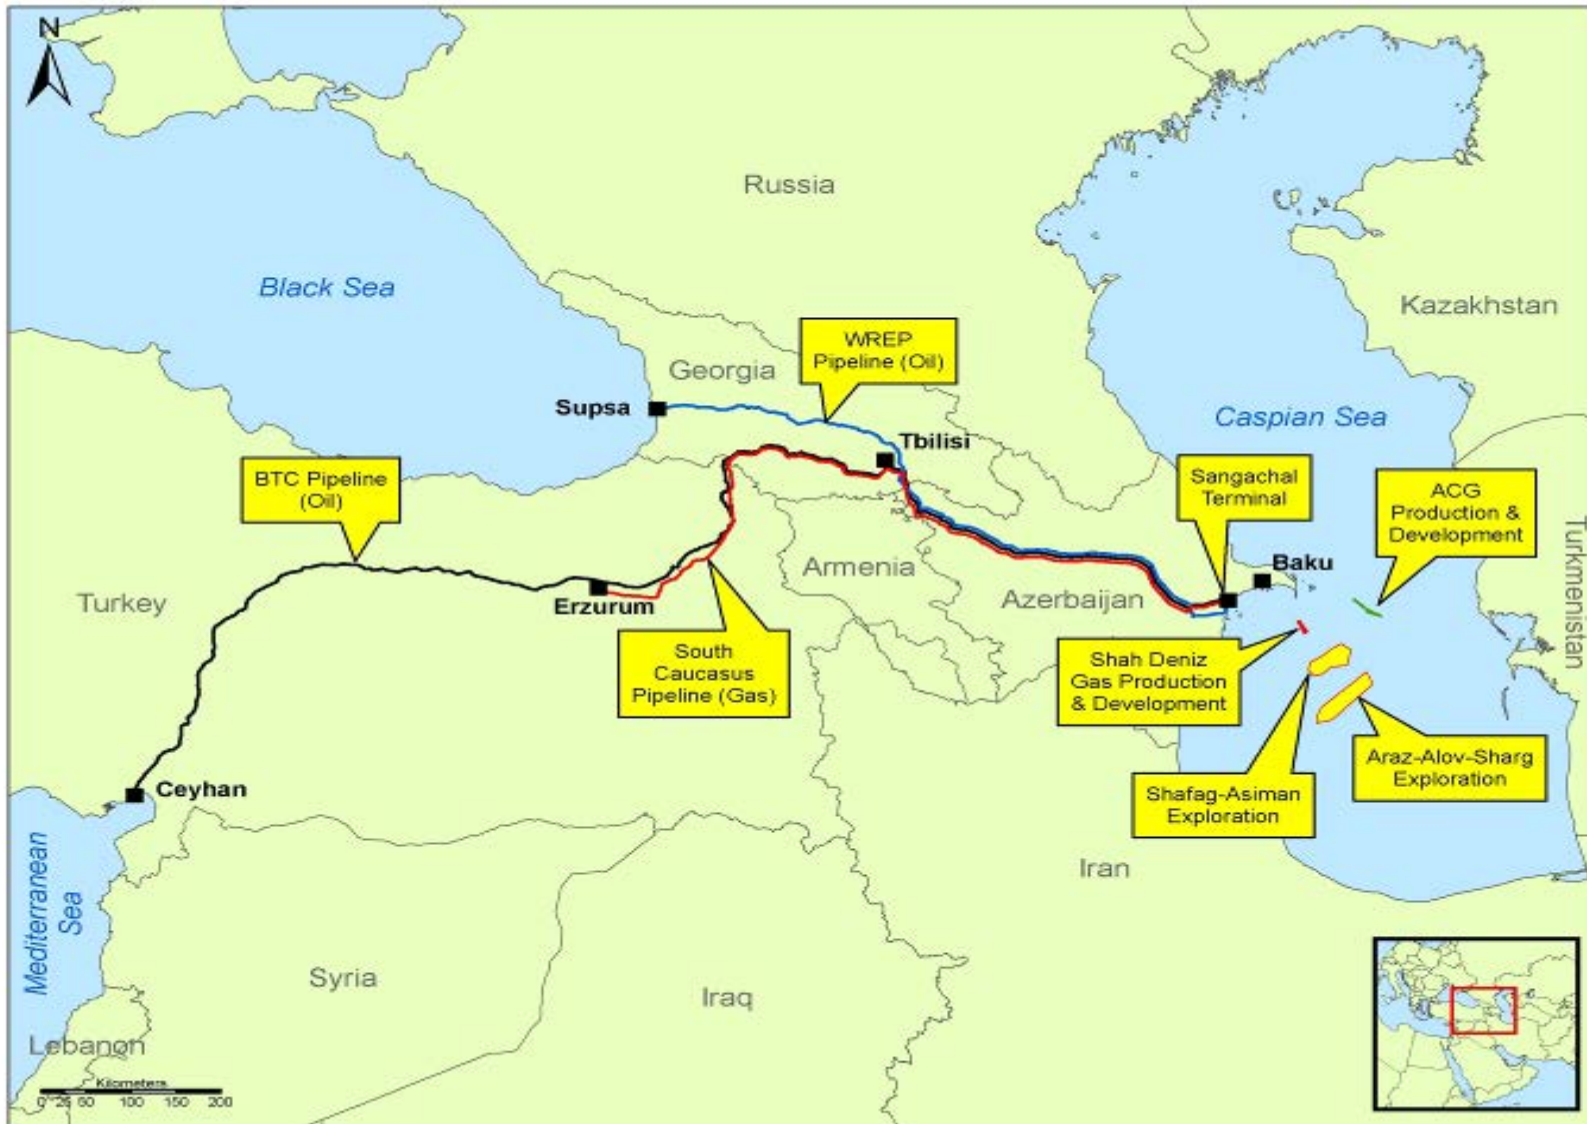 N
Russia
Black Sea
Kazakhstan
WREP
Pipeline (Oil)
Georgia
Supsa
Caspian Sea
Tbilisi
BTC Pipeline
(Oil)
Sangachal
Terminal
ACG
Production &
Development
Turkmenistan
Armenia
Baku
Azerbaijan
Turkey
Erzurum
South
Caucasus
Pipeline (Gas)
Shah Deniz
Gas Production
& Development
Araz-Alov-Sharg
Exploration
Ceyhan
Shafag-Asiman
Exploration
Mediterranean
Sea
Iran
Syria
Iraq
Lebanon
Kilometers
0 25 50 100 150 200